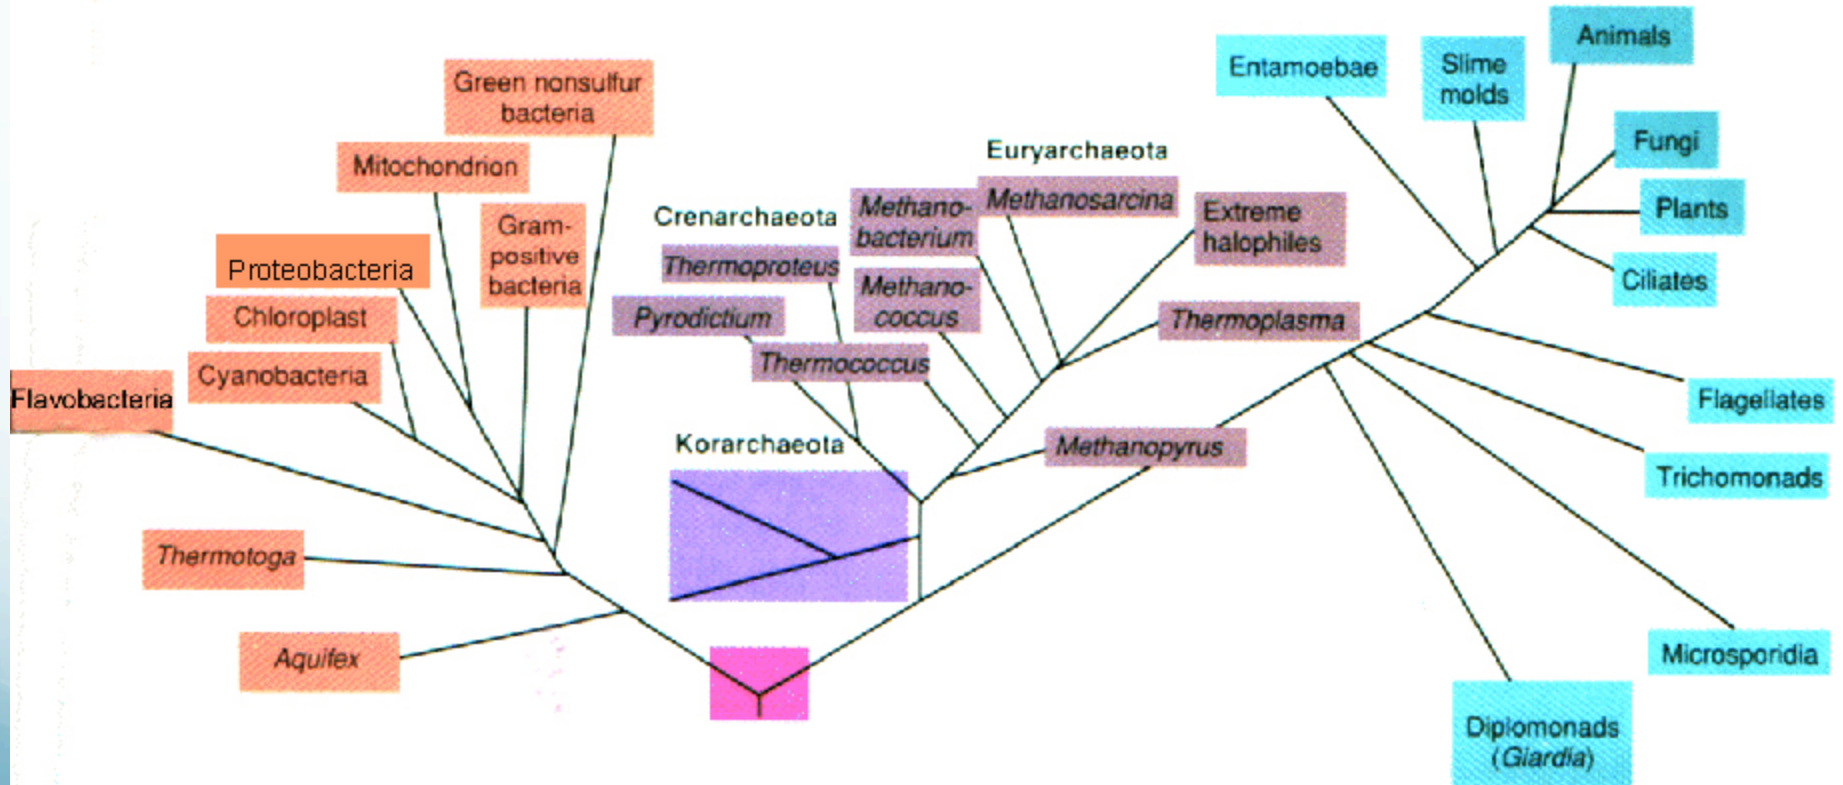 Green nonsulfur
bacteria
Mitochondrion
Gram-
positive
bacteria
Proteobacteria
Chloroplast
Cyanobacteria
Flavobacteria
Thermotoga
Aquifex
Crenarchaeota
Thermoproteus
Pyrodictium
Korarchaeota
Euryarchaeota
Methano-
bacterium
Methanosarcina
Methano-
coccus
Thermococcus
Extreme
halophiles
Thermoplasma
Methanopyrus
Entamoebae
Slime
molds
Animals
Fungi
Plants
Ciliates
Flagellates
Trichomonads
Microsporidia
Diplomonads
(Giardia)